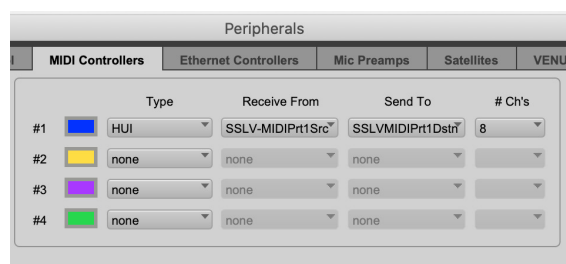 Peripherals
MIDI Controllers Ethernet Controllers Mic Preamps Satellites VENU
Type Receive From Send To # Ch's
#1 HUI SSLV-MIDIPrt1Src SSLVMIDIPrt1Dstn 8
#2 none none none
#3 none none none
#4 none none none